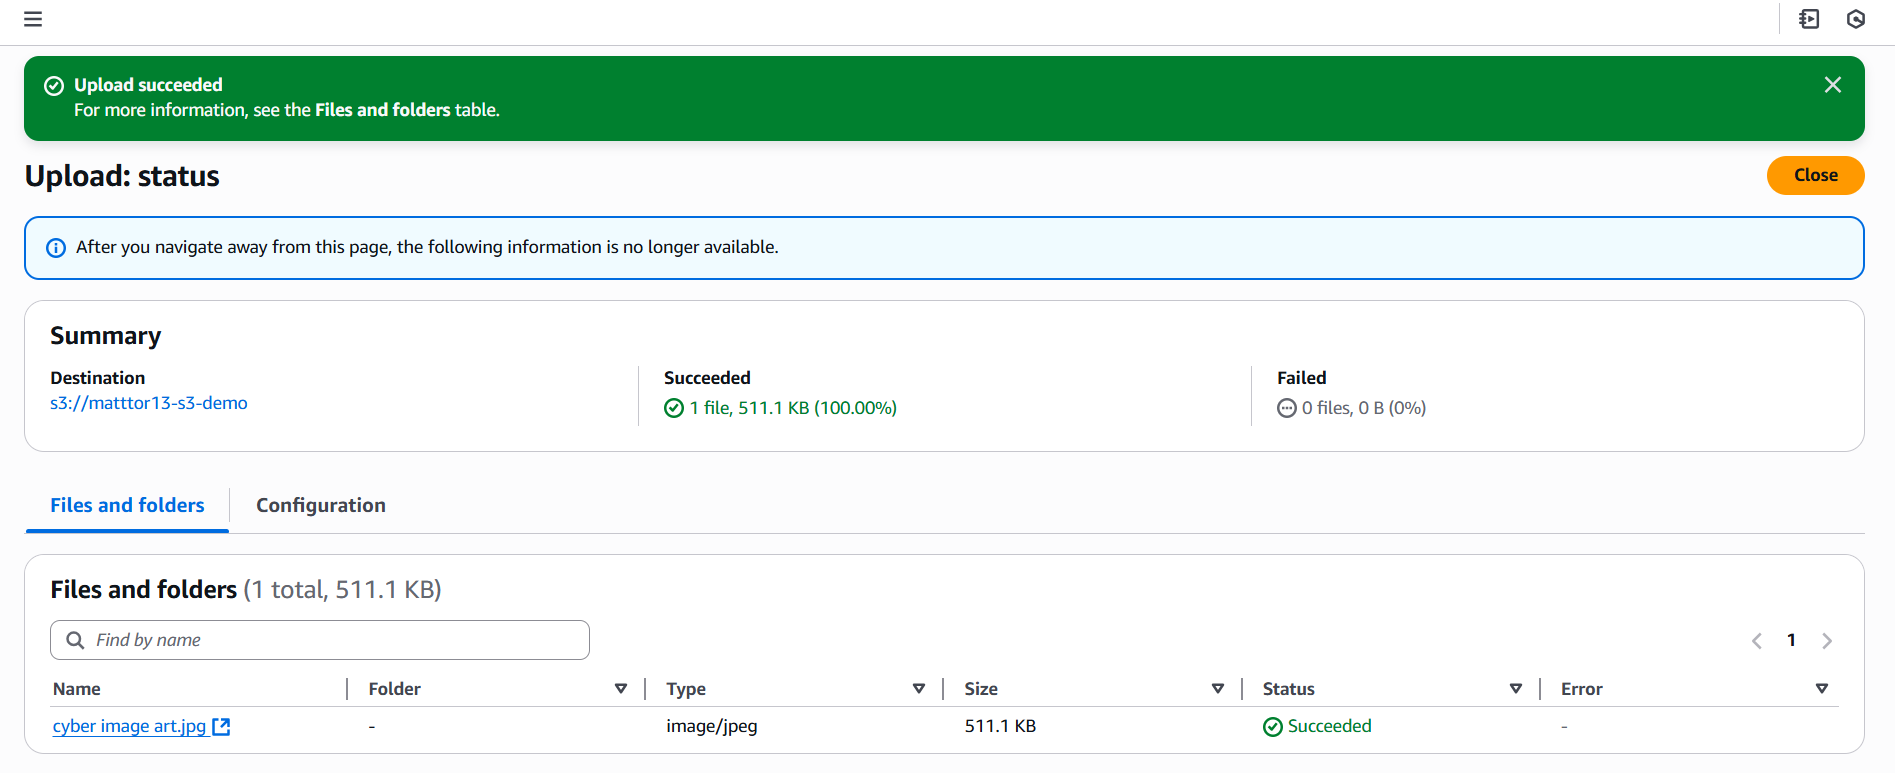 Upload succeeded
For more information, see the Files and folders table.
Upload: status
Close
After you navigate away from this page, the following information is no longer available.
Summary
Destination
s3://matttor13-s3-demo
Succeeded
1 file, 511.1 KB (100.00%)
Failed
0 files, 0 B (0%)
Files and folders
Configuration
Files and folders (1 total, 511.1 KB)
Find by name
1
Name Folder Type Size Status Error
cyber image art.jpg - image/jpeg 511.1 KB Succeeded -